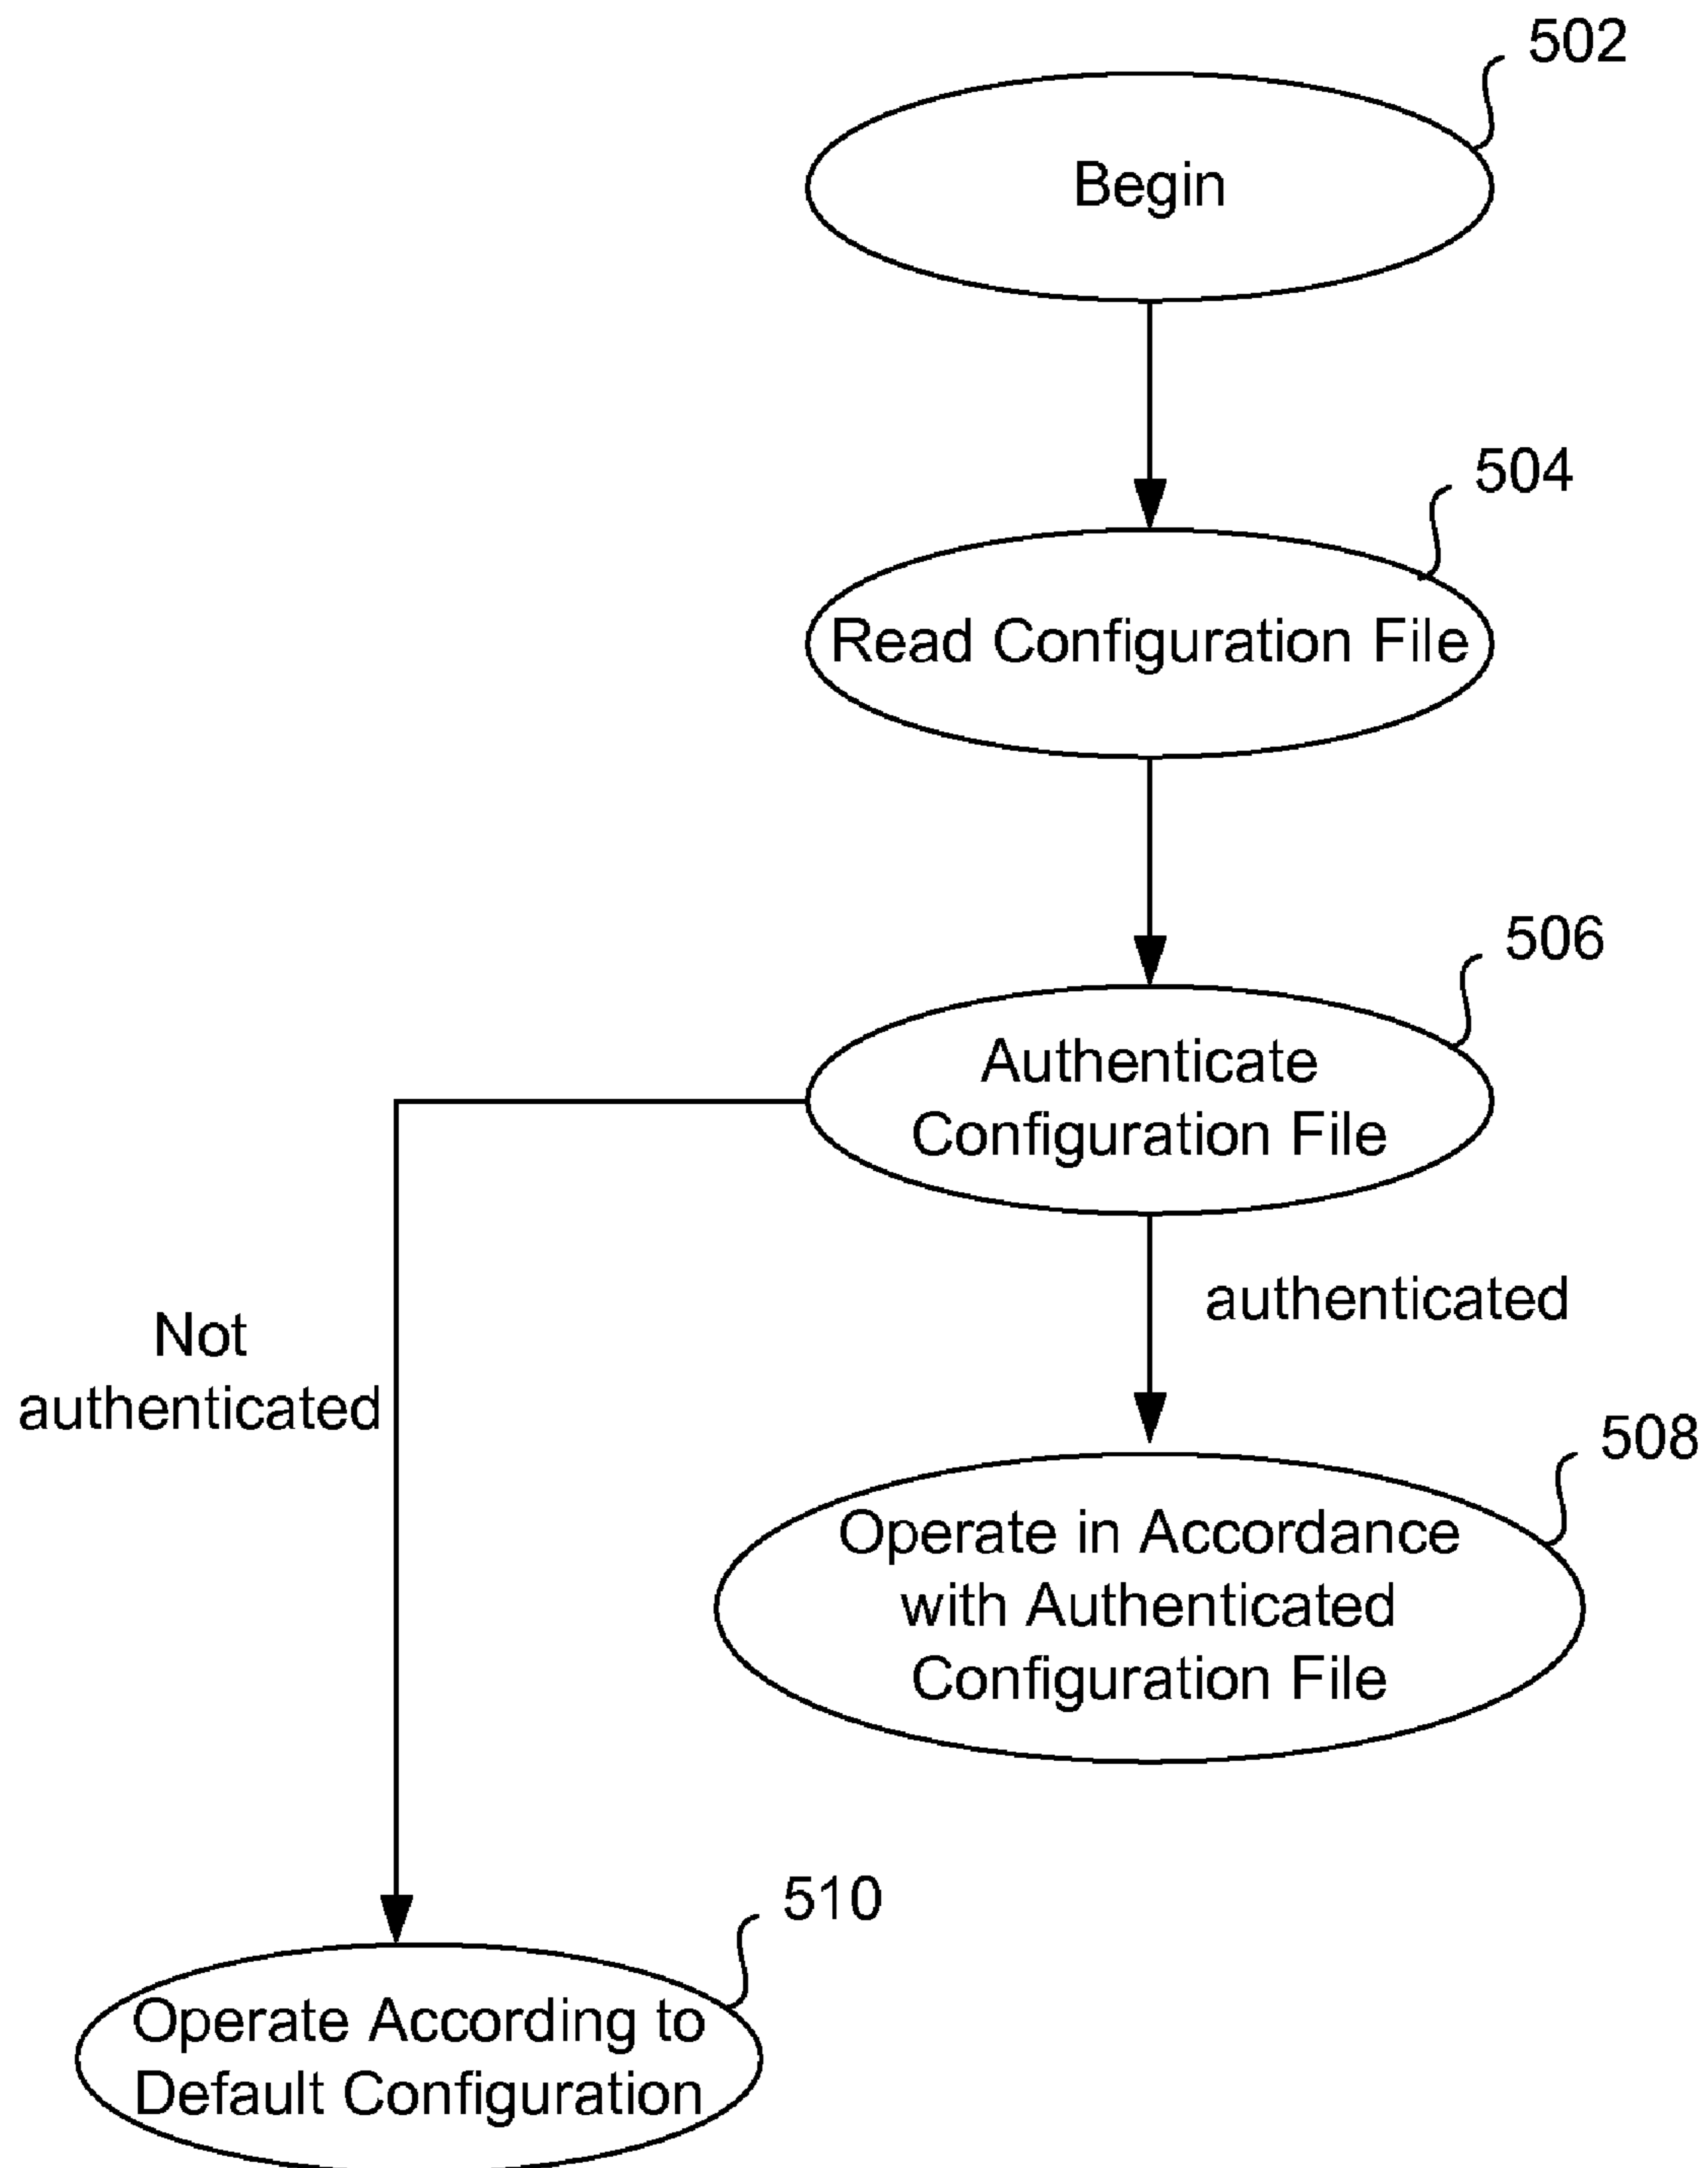 502
Begin
504
Read Configuration File
506
Authenticate
Configuration File
authenticated
Not
authenticated
508
Operate in Accordance
with Authenticated
Configuration File
510
Operate According to
Default Configuration